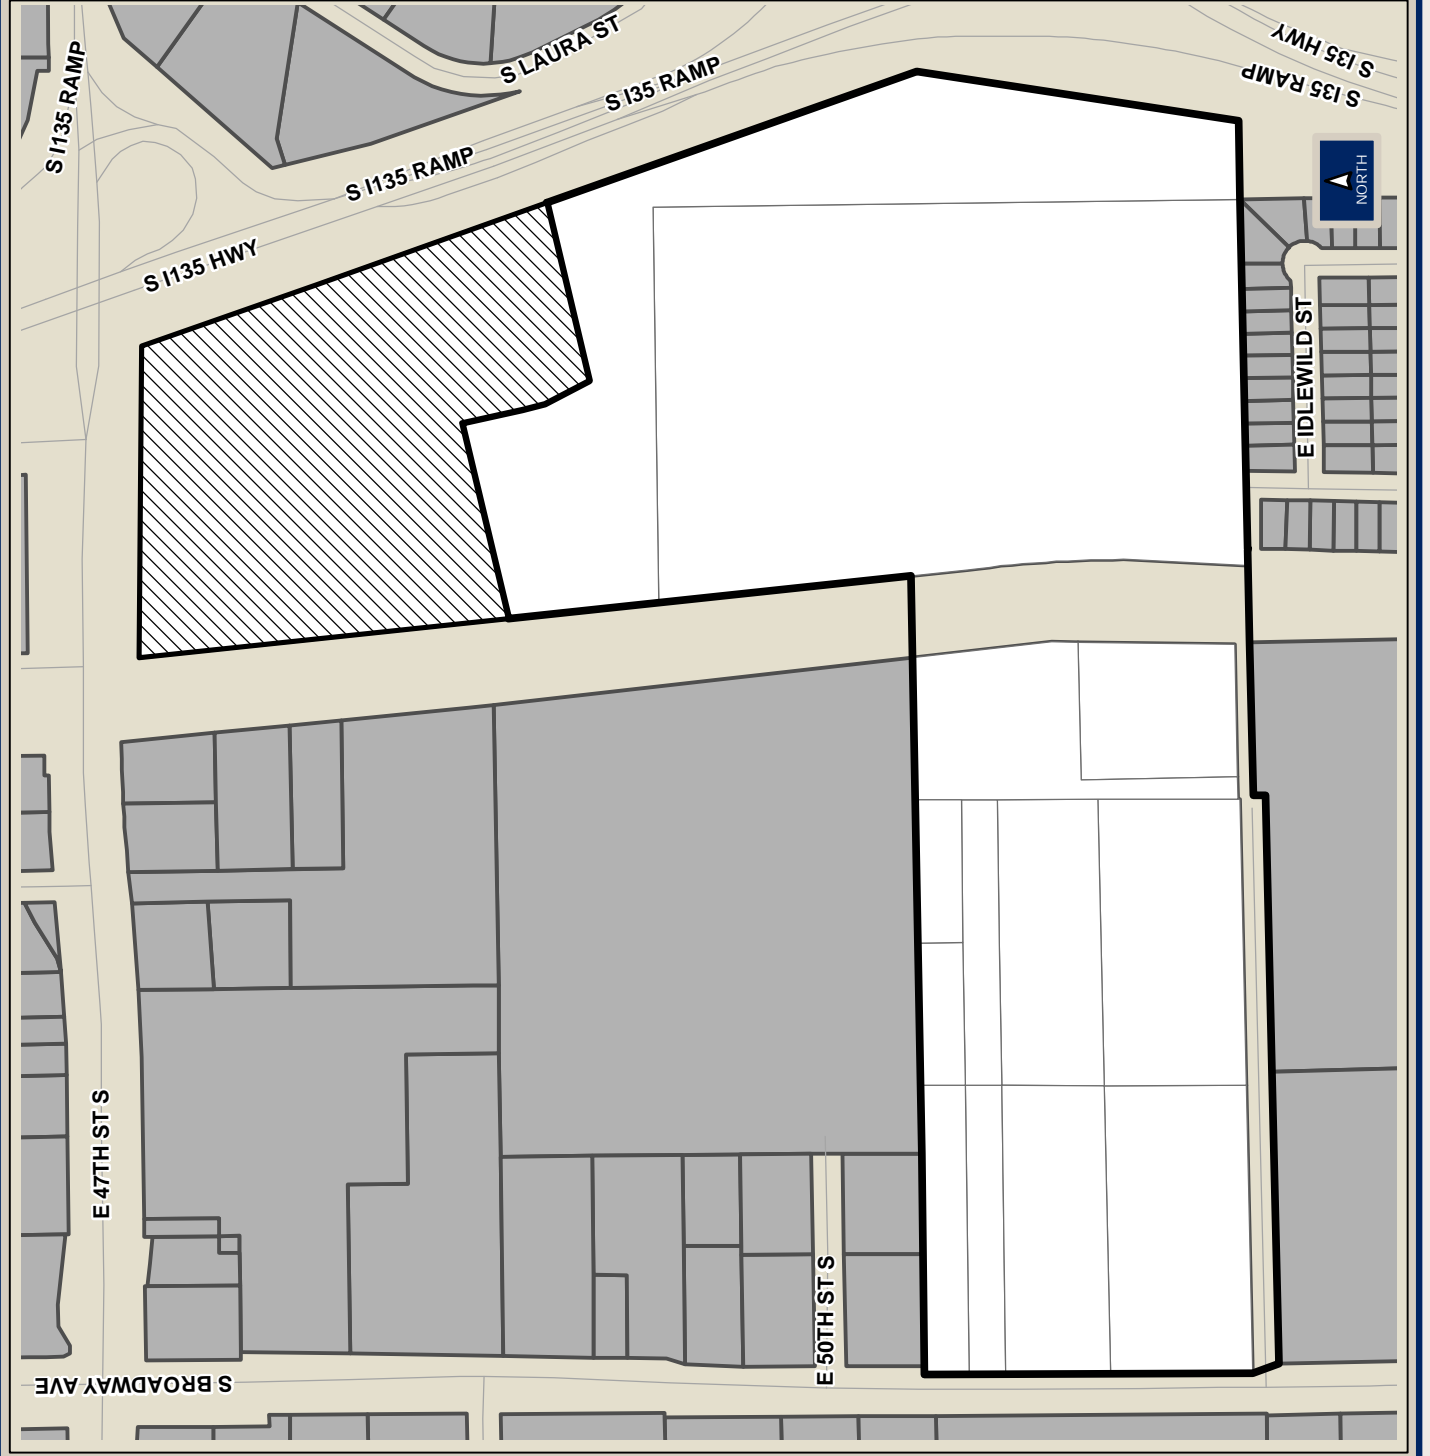 S LAURA ST
S I35 HWY
S I135 RAMP
S I35 RAMP
S I35 RAMP
S I135 RAMP
NORTH
S I135 HWY
E IDLEWILD ST
E 47TH ST S
E 50TH ST S
S BROADWAY AVE